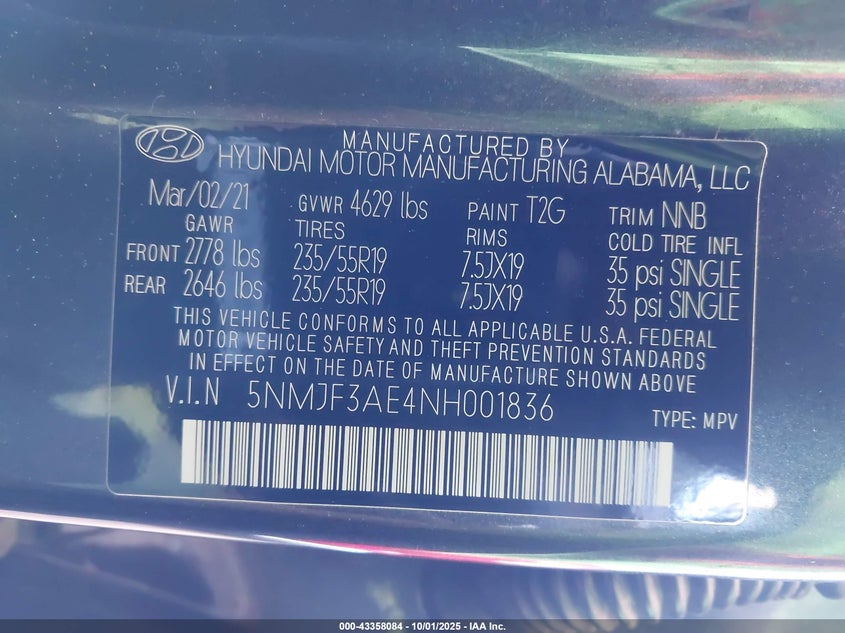 MANUFACTURED BY
HYUNDAI MOTOR MANUFACTURING ALABAMA, LLC
Mar/02/21 GVWR 4629 lbs PAINT T2G TRIM NNB
GAWR TIRES RIMS COLD TIRE INFL
FRONT 2778 lbs 235/55R19 7.5JX19 35 psi SINGLE
REAR 2646 lbs 235/55R19 7.5JX19 35 psi SINGLE
THIS VEHICLE CONFORMS TO ALL APPLICABLE U.S.A. FEDERAL
MOTOR VEHICLE SAFETY AND THEFT PREVENTION STANDARDS
IN EFFECT ON THE DATE OF MANUFACTURE SHOWN ABOVE
V.I.N 5NMJF3AE4NH001836
TYPE: MPV
000-43358084 - 10/01/2025 - IAA Inc.